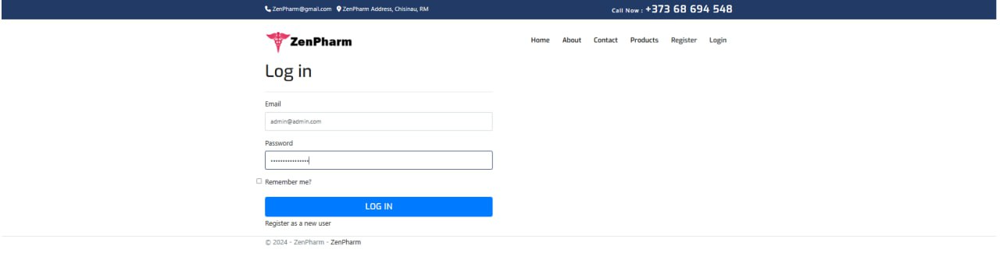 ZenPharm@gmail.com ZenPharm Address, Chisinau, RM Call Now : +373 68 694 548
ZenPharm Home About Contact Products Register Login
Log in
Email
admin@admin.com
Password
••••••••••••••••
Remember me?
LOG IN
Register as a new user
© 2024 - ZenPharm - ZenPharm